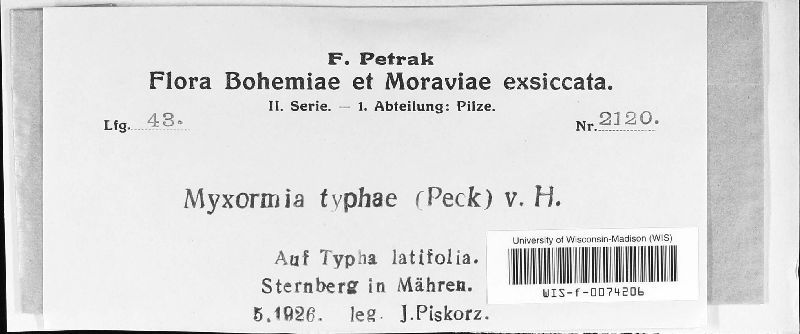 F. Petrak
Flora Bohemiae et Moraviae exsiccata.
II. Serie. — 1. Abteilung: Pilze.
Lfg. 43.
Nr. 2120.
Myxormia typhae (Peck) v. H.
Auf Typha latifolia.
Sternberg in Mähren.
5.1926. leg. J.Piskorz.
University of Wisconsin-Madison (WIS)
WIS-f-0074206